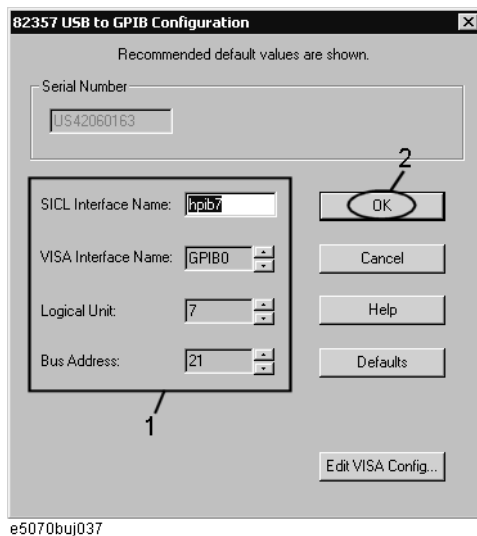 82357 USB to GPIB Configuration
Recommended default values are shown.
Serial Number
US42060163
2
SICL Interface Name: hpib7
OK
VISA Interface Name: GPIB0
Cancel
Logical Unit: 7
Help
Bus Address: 21
Defaults
1
Edit VISA Config...
e5070buj037